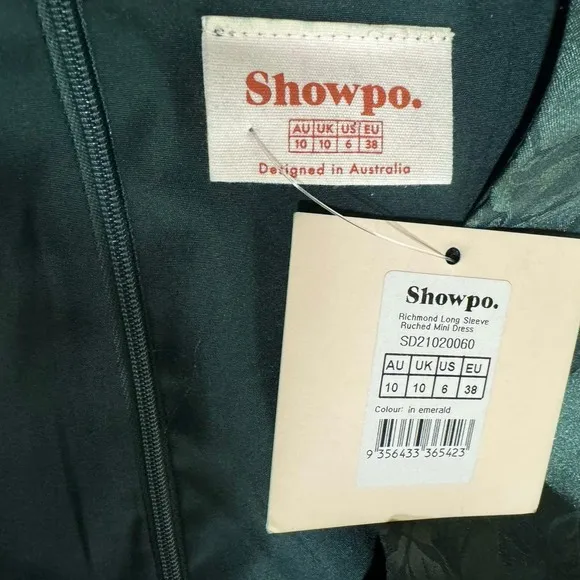 Showpo.
AU UK US EU
10 10 6 38
Designed in Australia
Showpo.
Richmond Long Sleeve
Ruched Mini Dress
SD21020060
AU UK US EU
10 10 6 38
Colour: in emerald
9 356433 365423